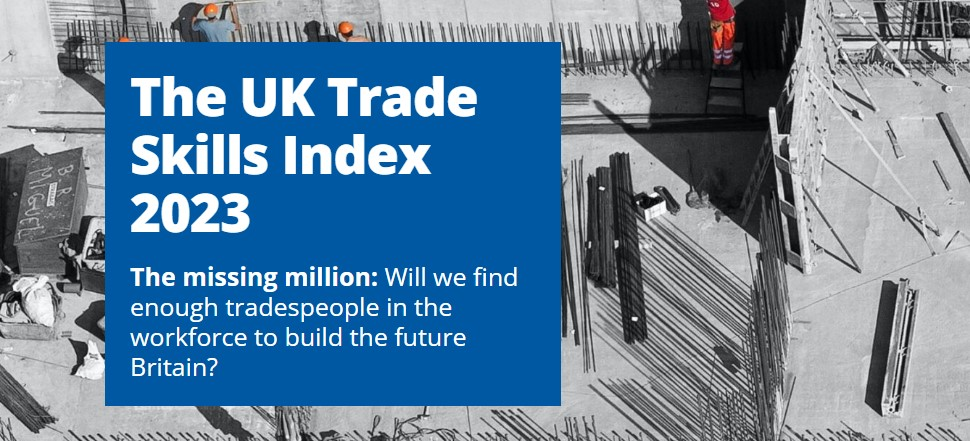 The UK Trade
Skills Index
2023
The missing million: Will we find
enough tradespeople in the
workforce to build the future
Britain?
B.R.
MIGUEL